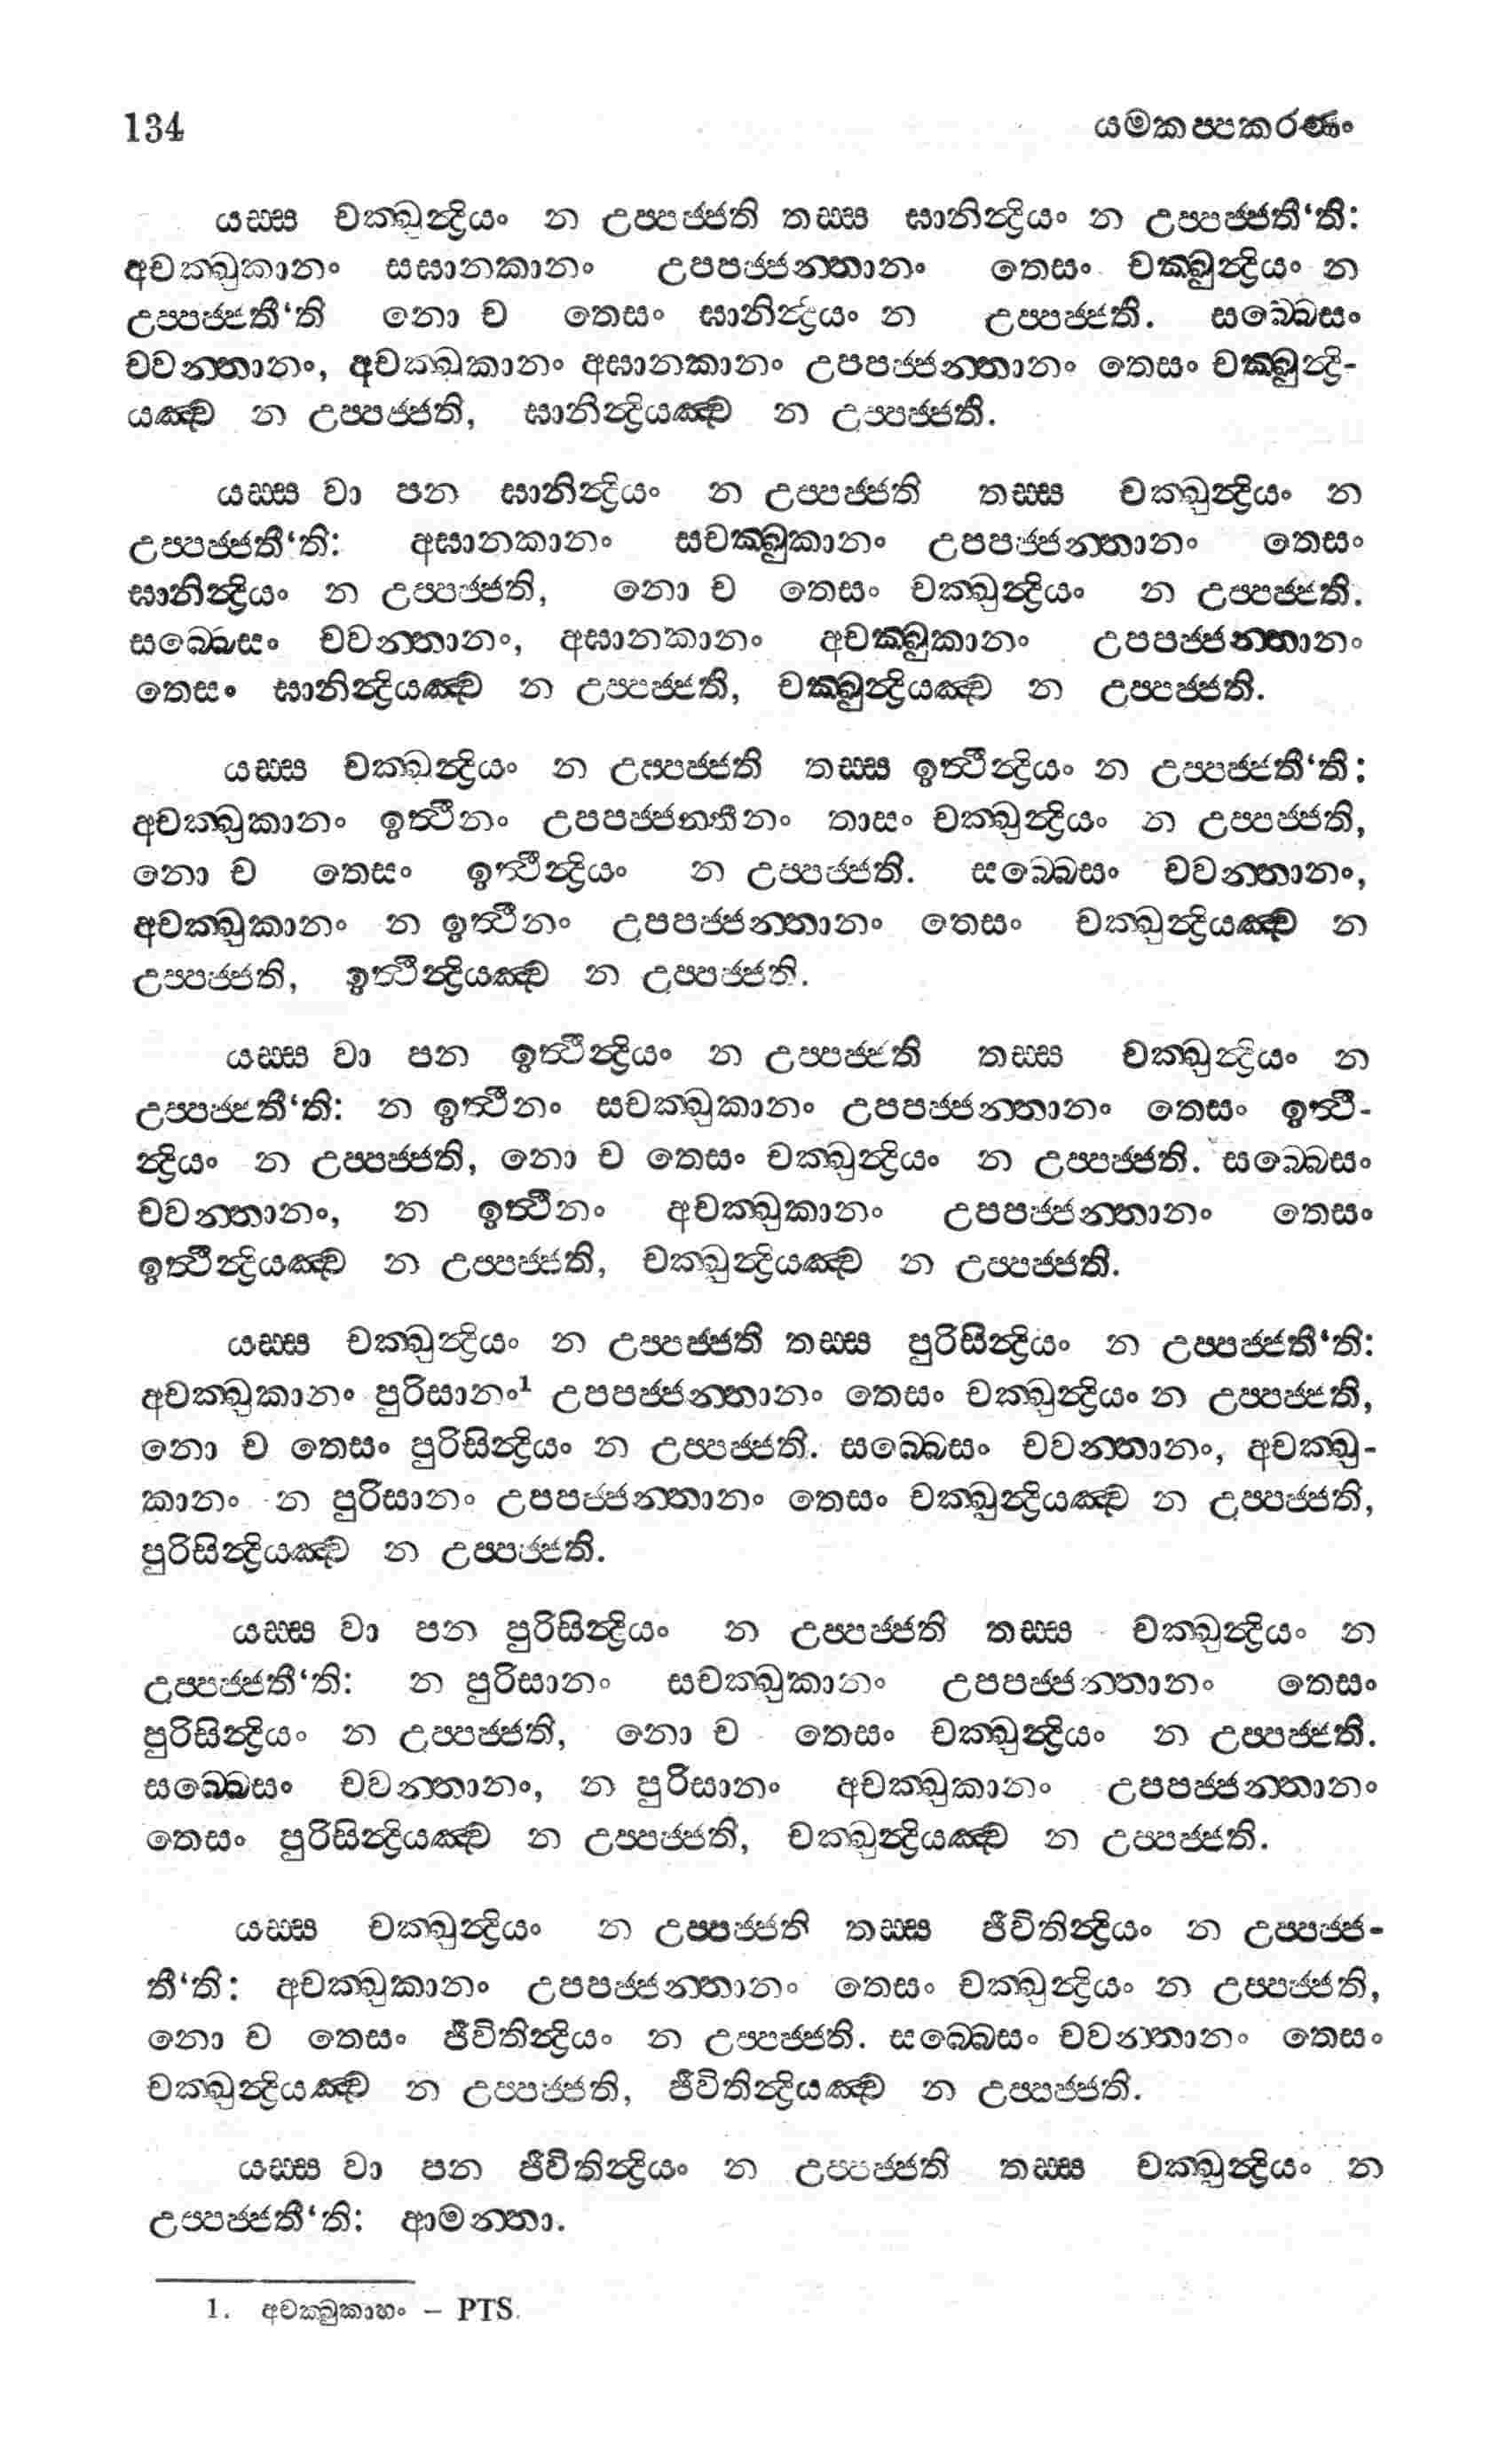 134 යමකප්පකරණං
යස්ස චක්ඛුන්ද්‍රියං න උප්පජ්ජති තස්ස ඝානින්ද්‍රියං න උප්පජ්ජතී‘ති:
අචක්ඛුකානං සඝානකානං උපපජ්ජන්තානං තෙසං චක්ඛුන්ද්‍රියං න
උප්පජ්ජතී‘ති නො ච තෙසං ඝානින්ද්‍රියං න උප්පජ්ජති. සබ්බෙසං
චවන්තානං, අචක්ඛුකානං අඝානකානං උපපජ්ජන්තානං තෙසං චක්ඛුන්ද්‍රි-
යඤ්ච න උප්පජ්ජති, ඝානින්ද්‍රියඤ්ච න උප්පජ්ජති.
යස්ස වා පන ඝානින්ද්‍රියං න උප්පජ්ජති තස්ස චක්ඛුන්ද්‍රියං න
උප්පජ්ජතී‘ති: අඝානකානං සචක්ඛුකානං උපපජ්ජන්තානං තෙසං
ඝානින්ද්‍රියං න උප්පජ්ජති, නො ච තෙසං චක්ඛුන්ද්‍රියං න උප්පජ්ජති.
සබ්බෙසං චවන්තානං, අඝානකානං අචක්ඛුකානං උපපජ්ජන්තානං
තෙසං ඝානින්ද්‍රියඤ්ච න උප්පජ්ජති, චක්ඛුන්ද්‍රියඤ්ච න උප්පජ්ජති.
යස්ස චක්ඛුන්ද්‍රියං න උප්පජ්ජති තස්ස ඉත්ථින්ද්‍රියං න උප්පජ්ජතී‘ති:
අචක්ඛුකානං ඉත්ථීනං උපපජ්ජන්තීනං තාසං චක්ඛුන්ද්‍රියං න උප්පජ්ජති,
නො ච තෙසං ඉත්ථින්ද්‍රියං න උප්පජ්ජති. සබ්බෙසං චවන්තානං,
අචක්ඛුකානං න ඉත්ථීනං උපපජ්ජන්තානං තෙසං චක්ඛුන්ද්‍රියඤ්ච න
උප්පජ්ජති, ඉත්ථින්ද්‍රියඤ්ච න උප්පජ්ජති.
යස්ස වා පන ඉත්ථින්ද්‍රියං න උප්පජ්ජති තස්ස චක්ඛුන්ද්‍රියං න
උප්පජ්ජතී‘ති: න ඉත්ථීනං සචක්ඛුකානං උපපජ්ජන්තානං තෙසං ඉත්ථි-
න්ද්‍රියං න උප්පජ්ජති, නො ච තෙසං චක්ඛුන්ද්‍රියං න උප්පජ්ජති. සබ්බෙසං
චවන්තානං, න ඉත්ථීනං අචක්ඛුකානං උපපජ්ජන්තානං තෙසං
ඉත්ථින්ද්‍රියඤ්ච න උප්පජ්ජති, චක්ඛුන්ද්‍රියඤ්ච න උප්පජ්ජති.
යස්ස චක්ඛුන්ද්‍රියං න උප්පජ්ජති තස්ස පුරිසින්ද්‍රියං න උප්පජ්ජතී‘ති:
අචක්ඛුකානං පුරිසානං¹ උපපජ්ජන්තානං තෙසං චක්ඛුන්ද්‍රියං න උප්පජ්ජති,
නො ච තෙසං පුරිසින්ද්‍රියං න උප්පජ්ජති. සබ්බෙසං චවන්තානං, අචක්ඛු-
කානං න පුරිසානං උපපජ්ජන්තානං තෙසං චක්ඛුන්ද්‍රියඤ්ච න උප්පජ්ජති,
පුරිසින්ද්‍රියඤ්ච න උප්පජ්ජති.
යස්ස වා පන පුරිසින්ද්‍රියං න උප්පජ්ජති තස්ස චක්ඛුන්ද්‍රියං න
උප්පජ්ජතී‘ති: න පුරිසානං සචක්ඛුකානං උපපජ්ජන්තානං තෙසං
පුරිසින්ද්‍රියං න උප්පජ්ජති, නො ච තෙසං චක්ඛුන්ද්‍රියං න උප්පජ්ජති.
සබ්බෙසං චවන්තානං, න පුරිසානං අචක්ඛුකානං උපපජ්ජන්තානං
තෙසං පුරිසින්ද්‍රියඤ්ච න උප්පජ්ජති, චක්ඛුන්ද්‍රියඤ්ච න උප්පජ්ජති.
යස්ස චක්ඛුන්ද්‍රියං න උප්පජ්ජති තස්ස ජීවිතින්ද්‍රියං න උප්පජ්ජ-
තී‘ති: අචක්ඛුකානං උපපජ්ජන්තානං තෙසං චක්ඛුන්ද්‍රියං න උප්පජ්ජති,
නො ච තෙසං ජීවිතින්ද්‍රියං න උප්පජ්ජති. සබ්බෙසං චවන්තානං තෙසං
චක්ඛුන්ද්‍රියඤ්ච න උප්පජ්ජති, ජීවිතින්ද්‍රියඤ්ච න උප්පජ්ජති.
යස්ස වා පන ජීවිතින්ද්‍රියං න උප්පජ්ජති තස්ස චක්ඛුන්ද්‍රියං න
උප්පජ්ජතී‘ති: ආමන්තා.
1. අචක්ඛුකාහං – PTS.